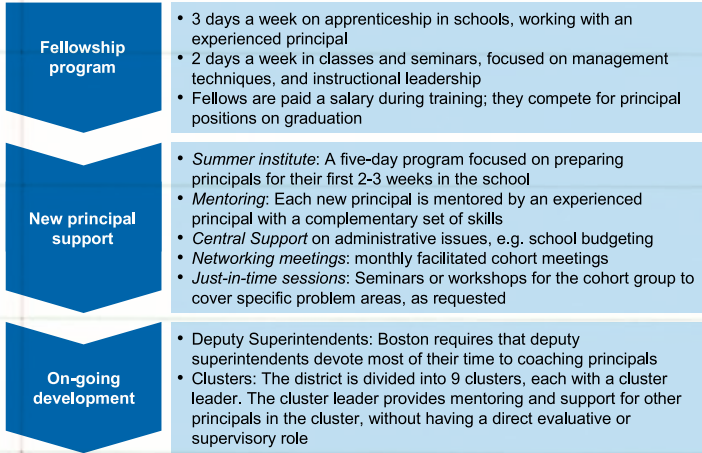 Fellowship
program
• 3 days a week on apprenticeship in schools, working with an
experienced principal
• 2 days a week in classes and seminars, focused on management
techniques, and instructional leadership
• Fellows are paid a salary during training; they compete for principal
positions on graduation
New principal
support
• Summer institute: A five-day program focused on preparing
principals for their first 2-3 weeks in the school
• Mentoring: Each new principal is mentored by an experienced
principal with a complementary set of skills
• Central Support on administrative issues, e.g. school budgeting
• Networking meetings: monthly facilitated cohort meetings
• Just-in-time sessions: Seminars or workshops for the cohort group to
cover specific problem areas, as requested
On-going
development
• Deputy Superintendents: Boston requires that deputy
superintendents devote most of their time to coaching principals
• Clusters: The district is divided into 9 clusters, each with a cluster
leader. The cluster leader provides mentoring and support for other
principals in the cluster, without having a direct evaluative or
supervisory role